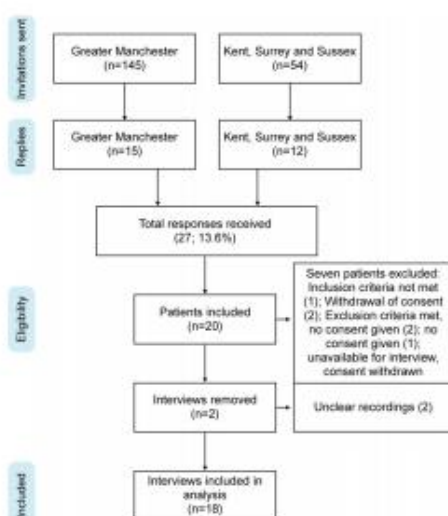 Invitations sent
Greater Manchester
(n=145)
Kent, Surrey and Sussex
(n=54)
Replies
Greater Manchester
(n=15)
Kent, Surrey and Sussex
(n=12)
Total responses received
(27; 13.6%)
Eligibility
Patients included
(n=20)
Seven patients excluded:
Inclusion criteria not met
(1); Withdrawal of consent
(2); Exclusion criteria met,
no consent given (2); no
consent given (1);
unavailable for interview,
consent withdrawn
Interviews removed
(n=2)
Unclear recordings (2)
Included
Interviews included in
analysis
(n=18)